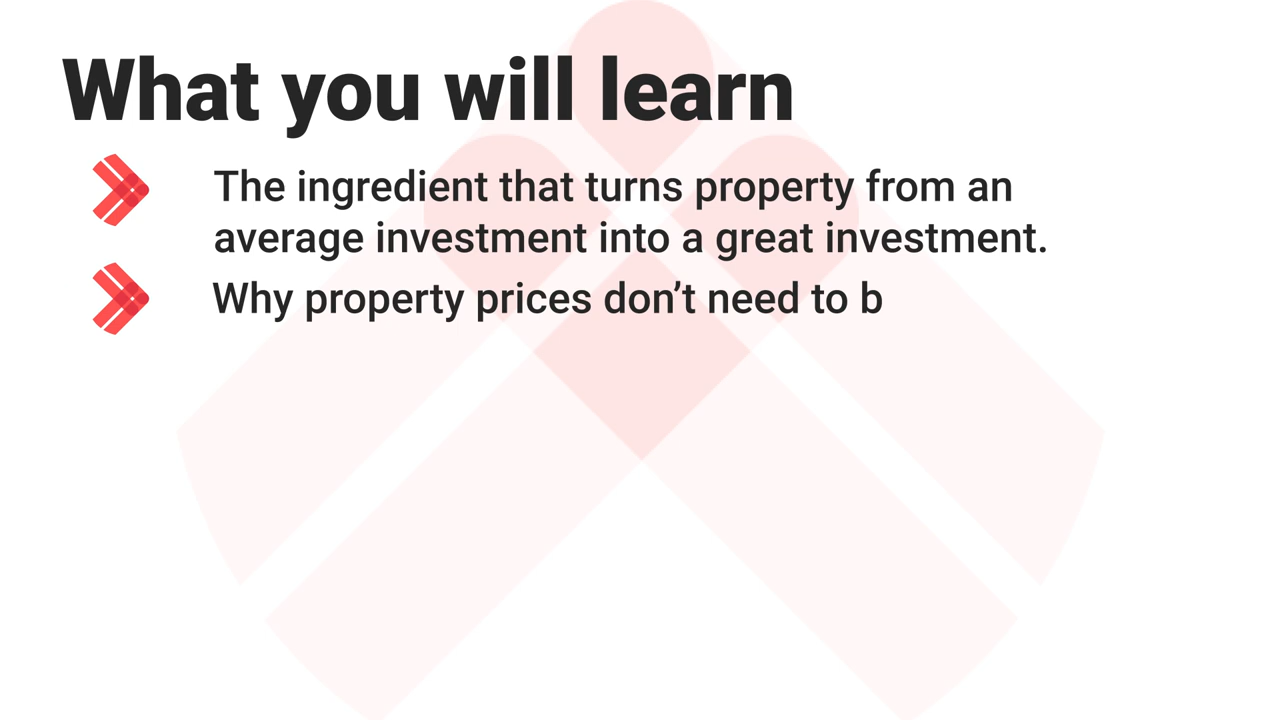 What you will learn
The ingredient that turns property from an
average investment into a great investment.
Why property prices don’t need to b